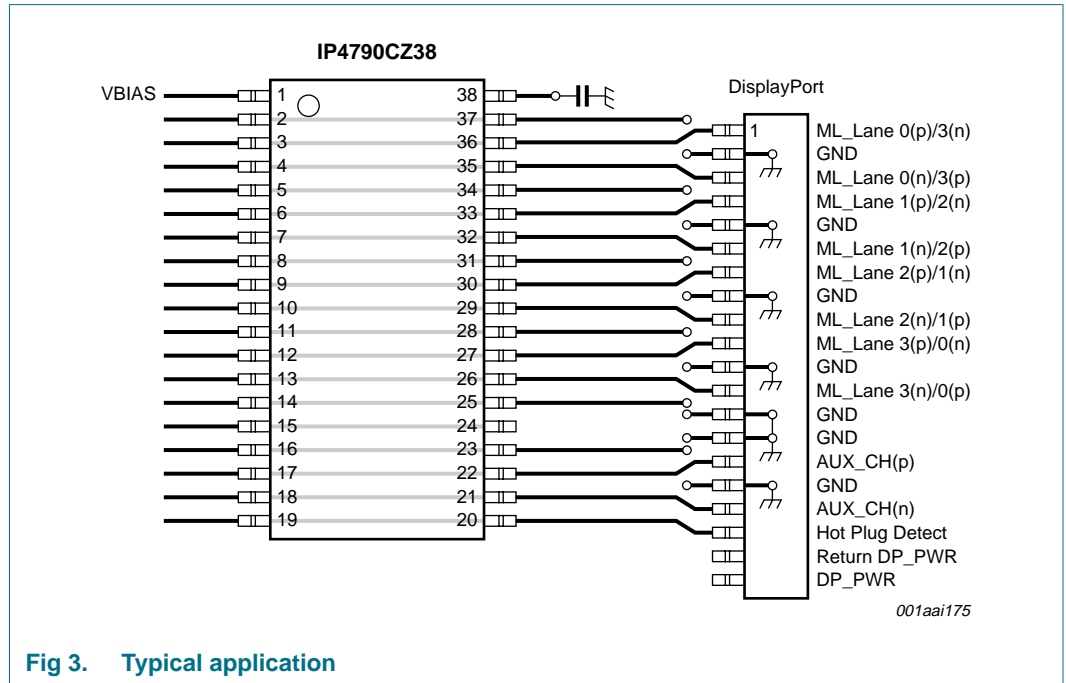 IP4790CZ38
DisplayPort
VBIAS
1 38
2 37
3 36
4 35
5 34
6 33
7 32
8 31
9 30
10 29
11 28
12 27
13 26
14 25
15 24
16 23
17 22
18 21
19 20
1 ML_Lane 0(p)/3(n)
GND
ML_Lane 0(n)/3(p)
ML_Lane 1(p)/2(n)
GND
ML_Lane 1(n)/2(p)
ML_Lane 2(p)/1(n)
GND
ML_Lane 2(n)/1(p)
ML_Lane 3(p)/0(n)
GND
ML_Lane 3(n)/0(p)
GND
GND
AUX_CH(p)
GND
AUX_CH(n)
Hot Plug Detect
Return DP_PWR
DP_PWR
001aai175
Fig 3. Typical application